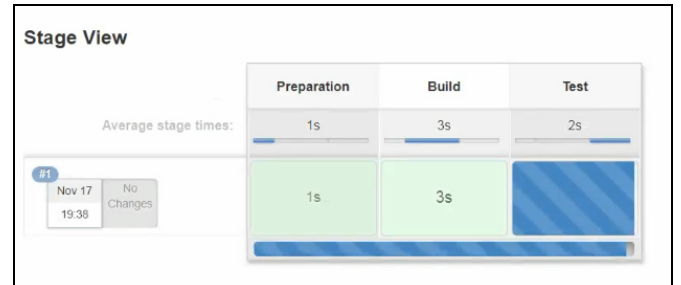 Stage View
Preparation Build Test
Average stage times: 1s 3s 2s
#1
Nov 17 No
Changes
19:38
1s 3s